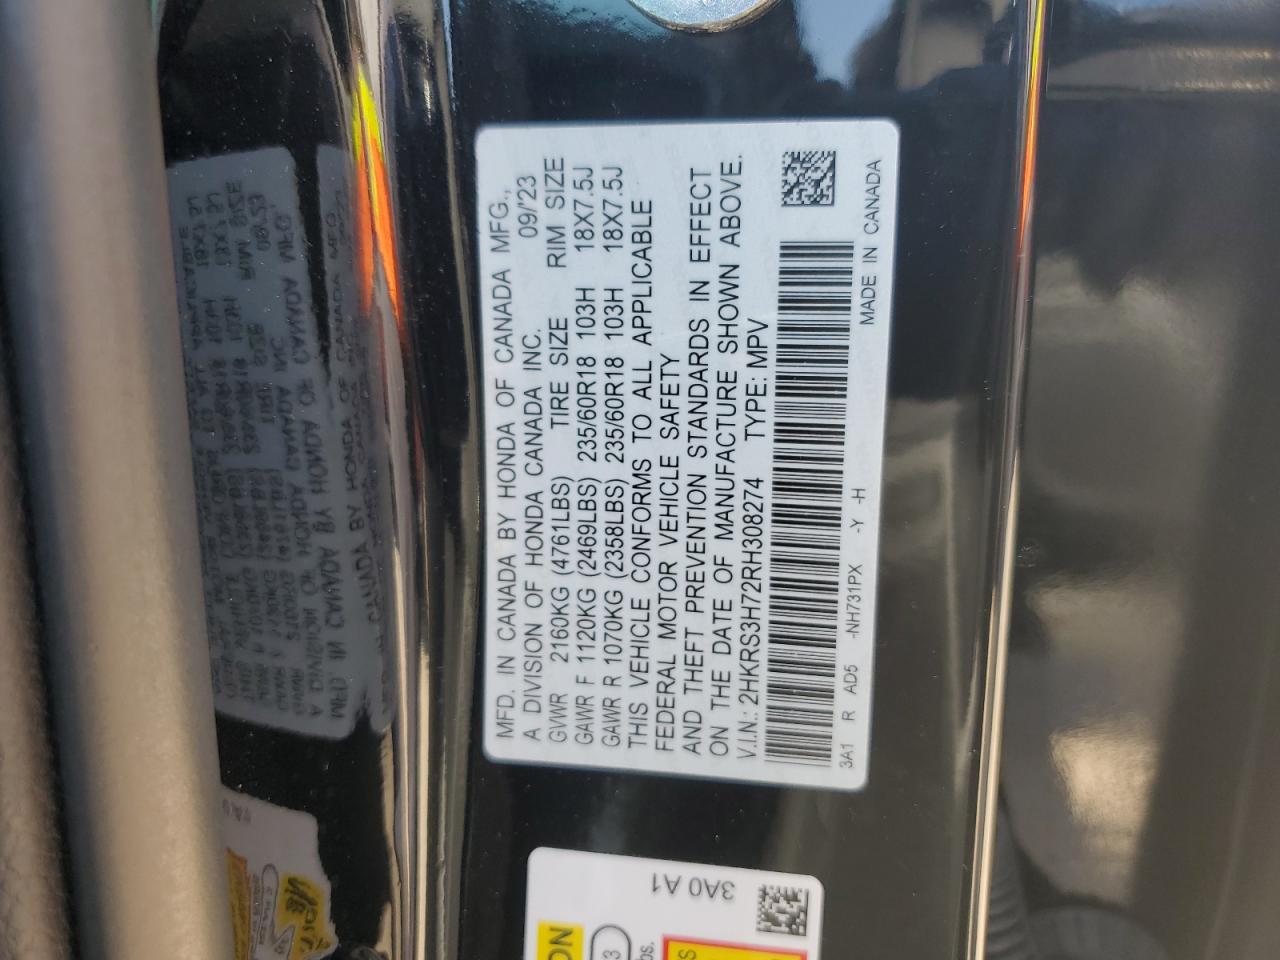 MFD. IN CANADA BY HONDA OF CANADA MFG.,
A DIVISION OF HONDA CANADA INC. 09/'23
GVWR 2160KG (4761LBS) TIRE SIZE RIM SIZE
GAWR F 1120KG (2469LBS) 235/60R18 103H 18X7.5J
GAWR R 1070KG (2358LBS) 235/60R18 103H 18X7.5J
THIS VEHICLE CONFORMS TO ALL APPLICABLE
FEDERAL MOTOR VEHICLE SAFETY
AND THEFT PREVENTION STANDARDS IN EFFECT
ON THE DATE OF MANUFACTURE SHOWN ABOVE.
V.I.N.: 2HKRS3H72RH308274 TYPE: MPV
3A1 R AD5 -NH731PX -Y -H
MADE IN CANADA
3A0 A1